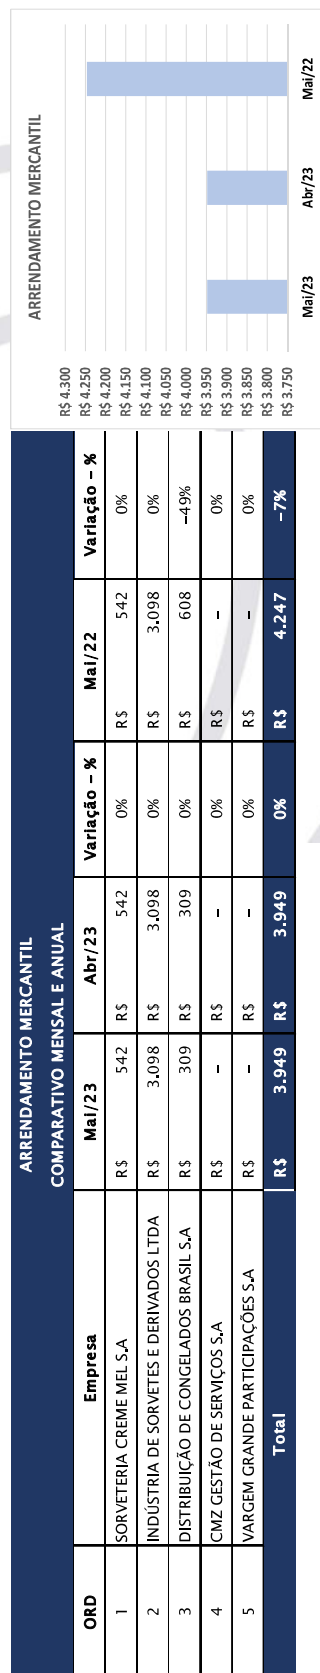 ARRENDAMENTO MERCANTIL
COMPARATIVO MENSAL E ANUAL
ORD Empresa Mai/23 Abr/23 Variação - % Mai/22 Variação - %
1 SORVETERIA CREME MEL S.A R$ 542 R$ 542 0% R$ 542 0%
2 INDÚSTRIA DE SORVETES E DERIVADOS LTDA R$ 3.098 R$ 3.098 0% R$ 3.098 0%
3 DISTRIBUIÇÃO DE CONGELADOS BRASIL S.A R$ 309 R$ 309 0% R$ 608 -49%
4 CMZ GESTÃO DE SERVIÇOS S.A R$ - R$ - 0% R$ - 0%
5 VARGEM GRANDE PARTICIPAÇÕES S.A R$ - R$ - 0% R$ - 0%
Total R$ 3.949 R$ 3.949 0% R$ 4.247 -7%
ARRENDAMENTO MERCANTIL
R$ 4.300
R$ 4.250
R$ 4.200
R$ 4.150
R$ 4.100
R$ 4.050
R$ 4.000
R$ 3.950
R$ 3.900
R$ 3.850
R$ 3.800
R$ 3.750
Mai/23 Abr/23 Mai/22